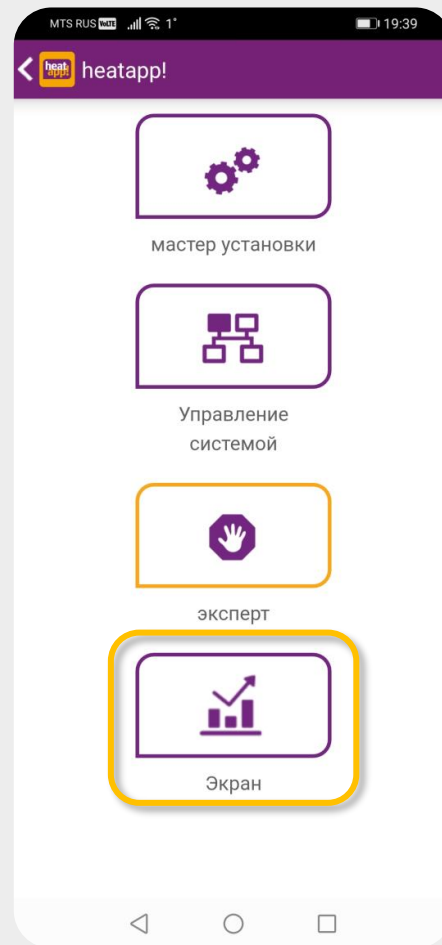 MTS RUS VoLTE 1° 19:39
heat app! heatapp!
мастер установки
Управление
системой
эксперт
Экран